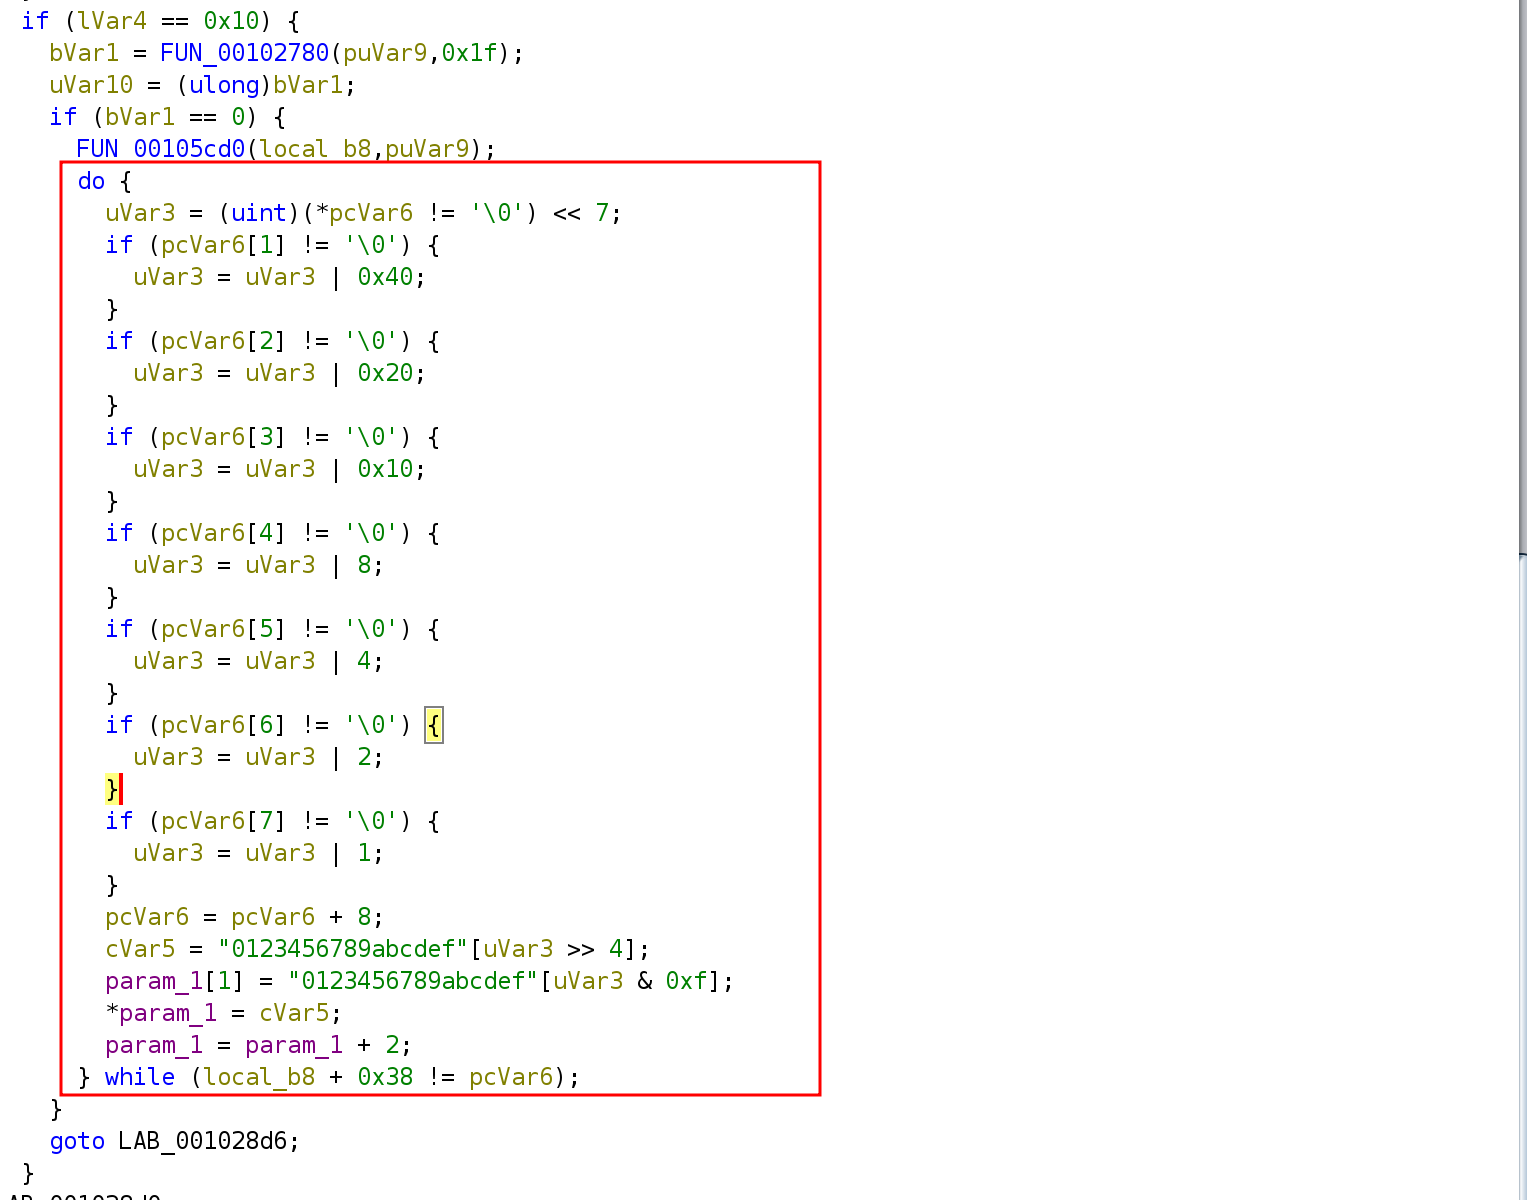 if (lVar4 == 0x10) {
bVar1 = FUN_00102780(puVar9,0x1f);
uVar10 = (ulong)bVar1;
if (bVar1 == 0) {
FUN_00105cd0(local_b8,puVar9);
do {
uVar3 = (uint)(*pcVar6 != '\0') << 7;
if (pcVar6[1] != '\0') {
uVar3 = uVar3 | 0x40;
}
if (pcVar6[2] != '\0') {
uVar3 = uVar3 | 0x20;
}
if (pcVar6[3] != '\0') {
uVar3 = uVar3 | 0x10;
}
if (pcVar6[4] != '\0') {
uVar3 = uVar3 | 8;
}
if (pcVar6[5] != '\0') {
uVar3 = uVar3 | 4;
}
if (pcVar6[6] != '\0') {
uVar3 = uVar3 | 2;
}
if (pcVar6[7] != '\0') {
uVar3 = uVar3 | 1;
}
pcVar6 = pcVar6 + 8;
cVar5 = "0123456789abcdef"[uVar3 >> 4];
param_1[1] = "0123456789abcdef"[uVar3 & 0xf];
*param_1 = cVar5;
param_1 = param_1 + 2;
} while (local_b8 + 0x38 != pcVar6);
}
goto LAB_001028d6;
}